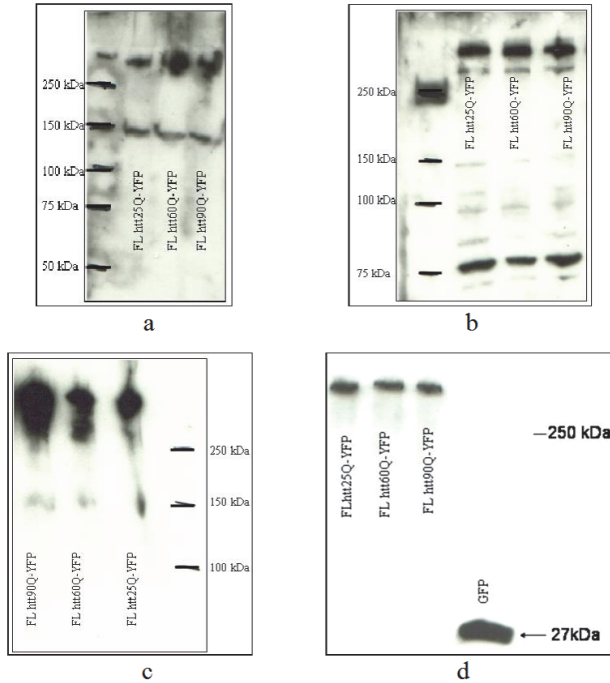 250 kDa
150 kDa
100 kDa
75 kDa
50 kDa
FL htt25Q-YFP
FL htt60Q-YFP
FL htt90Q-YFP
a
250 kDa
150 kDa
100 kDa
75 kDa
FL htt25Q-YFP
FL htt60Q-YFP
FL htt90Q-YFP
b
FL htt90Q-YFP
FL htt60Q-YFP
FL htt25Q-YFP
250 kDa
150 kDa
100 kDa
c
FLhtt25Q-YFP
FL htt60Q-YFP
FL htt90Q-YFP
250 kDa
GFP
27kDa
d